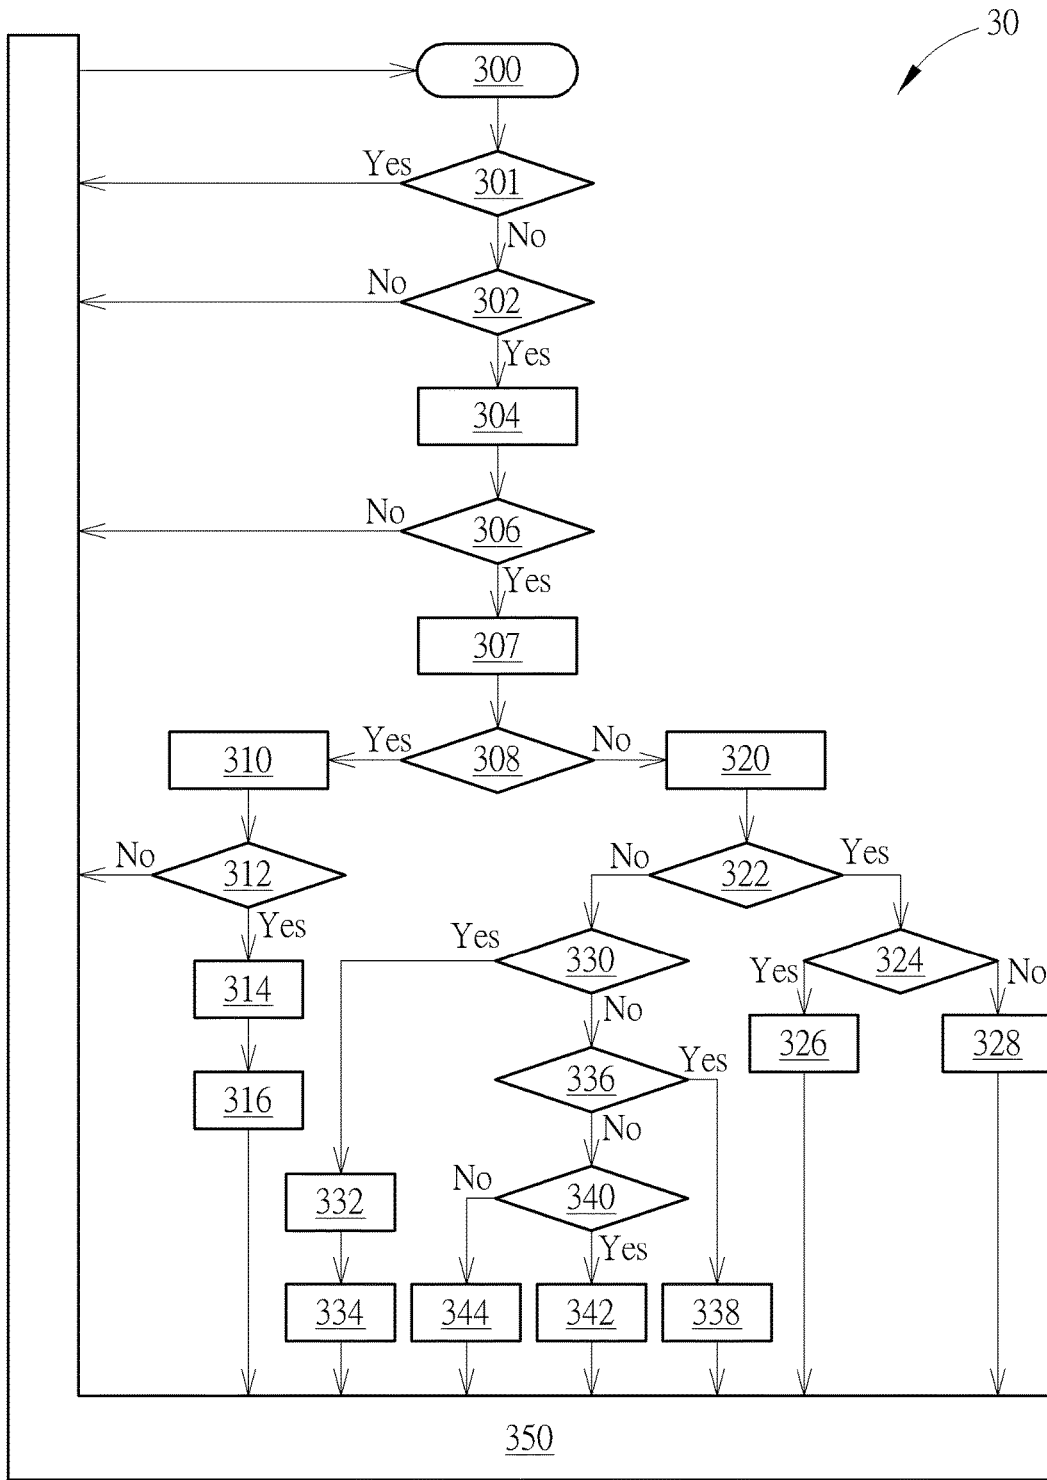 30
300
Yes
301
No
No
302
Yes
304
No
306
Yes
307
310
Yes
308
No
320
No
312
No
322
Yes
Yes
Yes
330
Yes
324
No
314
No
326
328
316
336
Yes
No
332
No
340
Yes
334
344
342
338
350